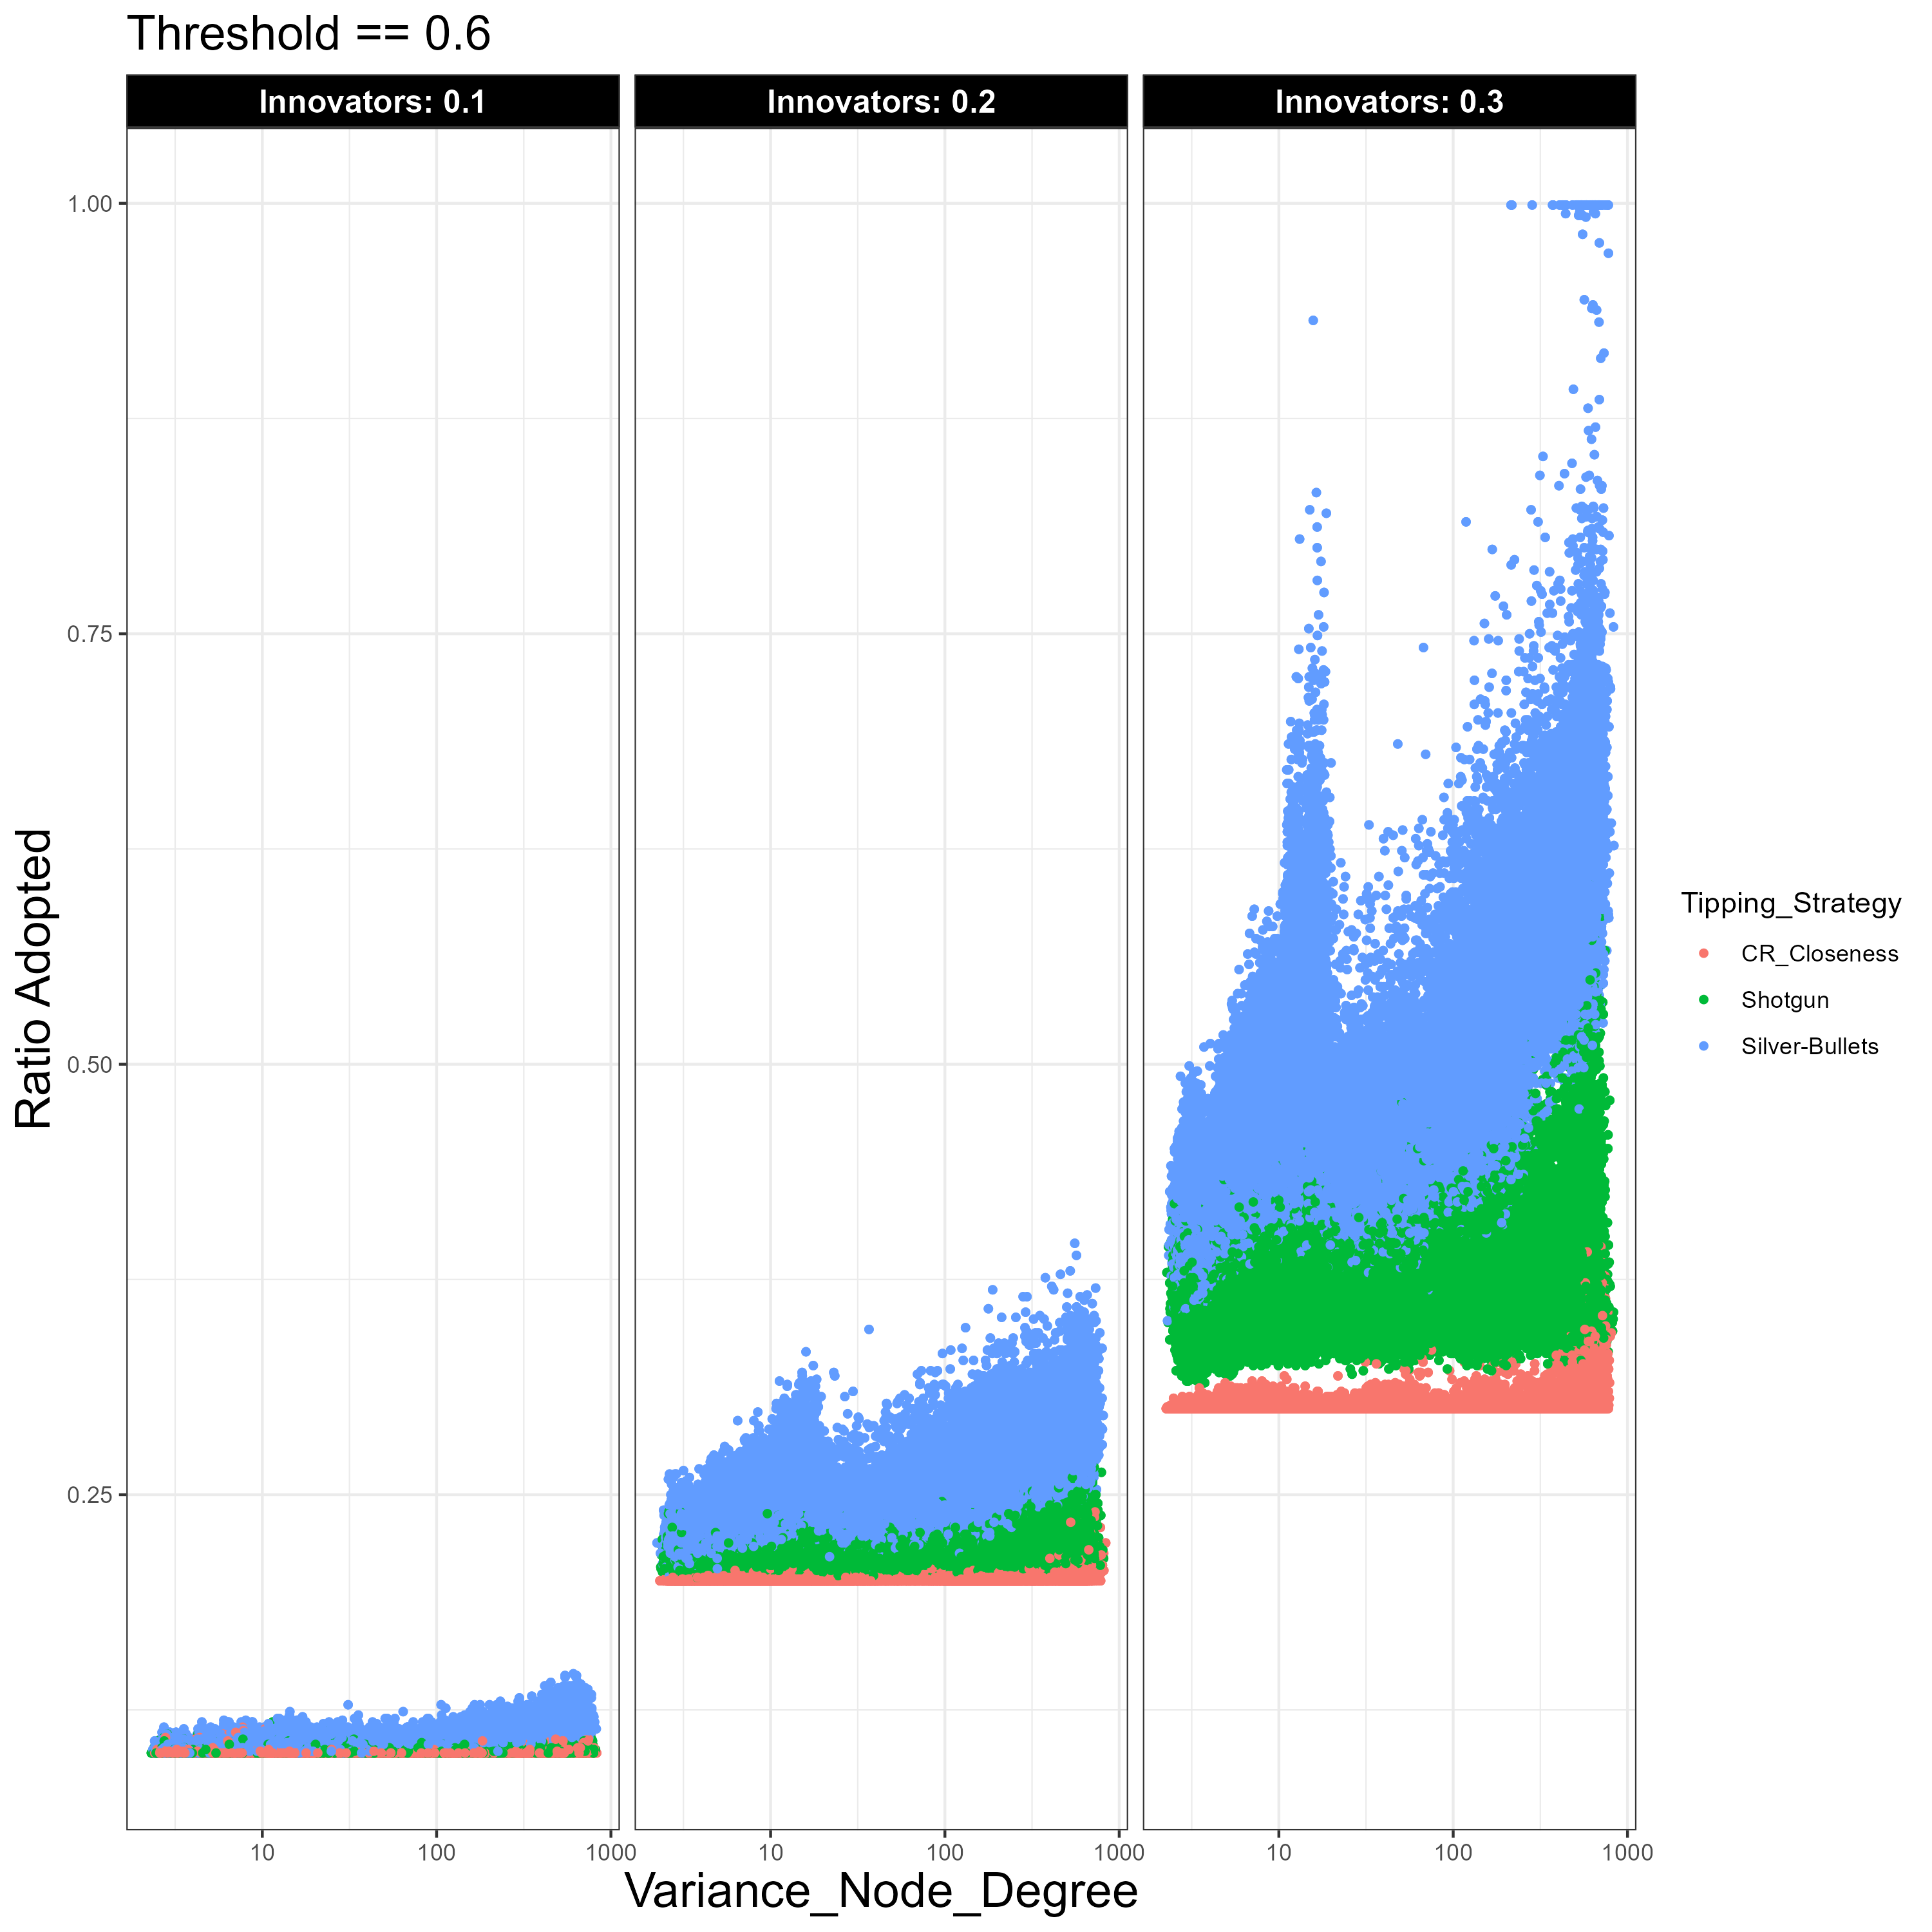 Threshold == 0.6
Innovators: 0.1
Innovators: 0.2
Innovators: 0.3
1.00
0.75
0.50
0.25
Ratio Adopted
10
100
1000
10
100
1000
10
100
1000
Variance_Node_Degree
Tipping_Strategy
CR_Closeness
Shotgun
Silver-Bullets